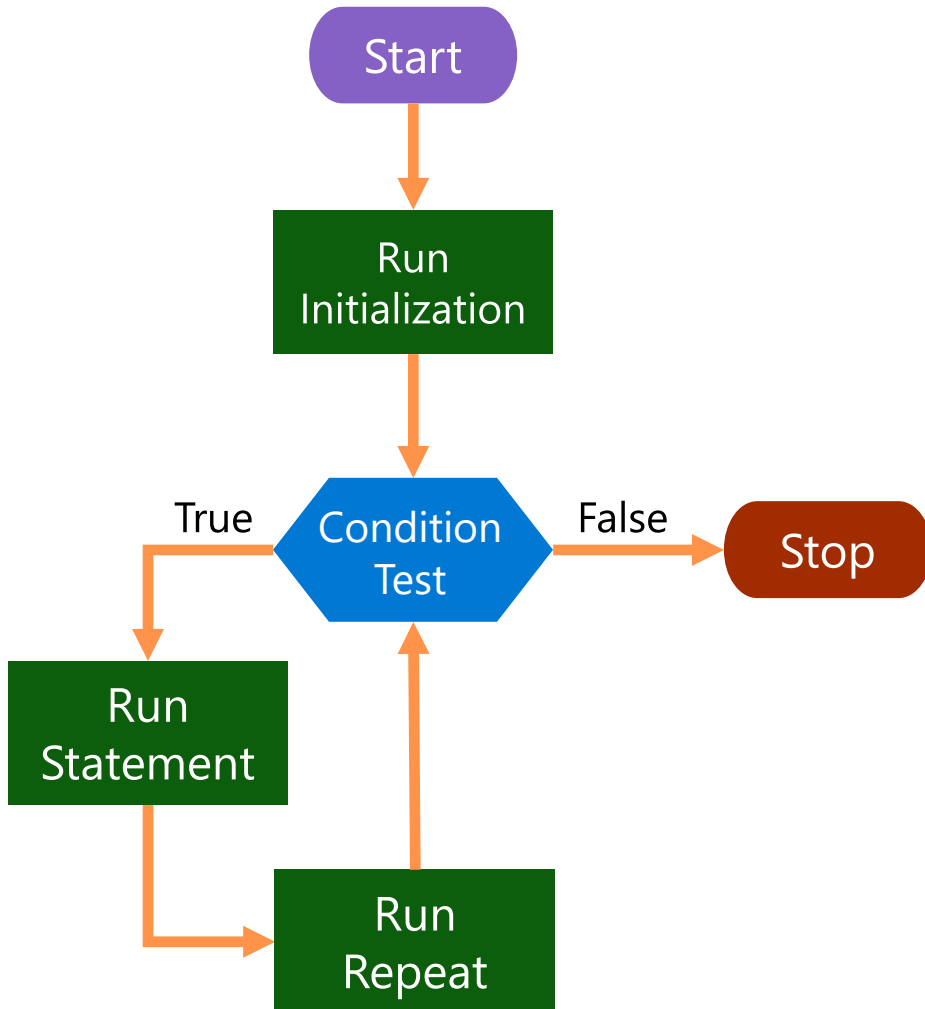 Start
Run
Initialization
True
Condition
Test
False
Stop
Run
Statement
Run
Repeat